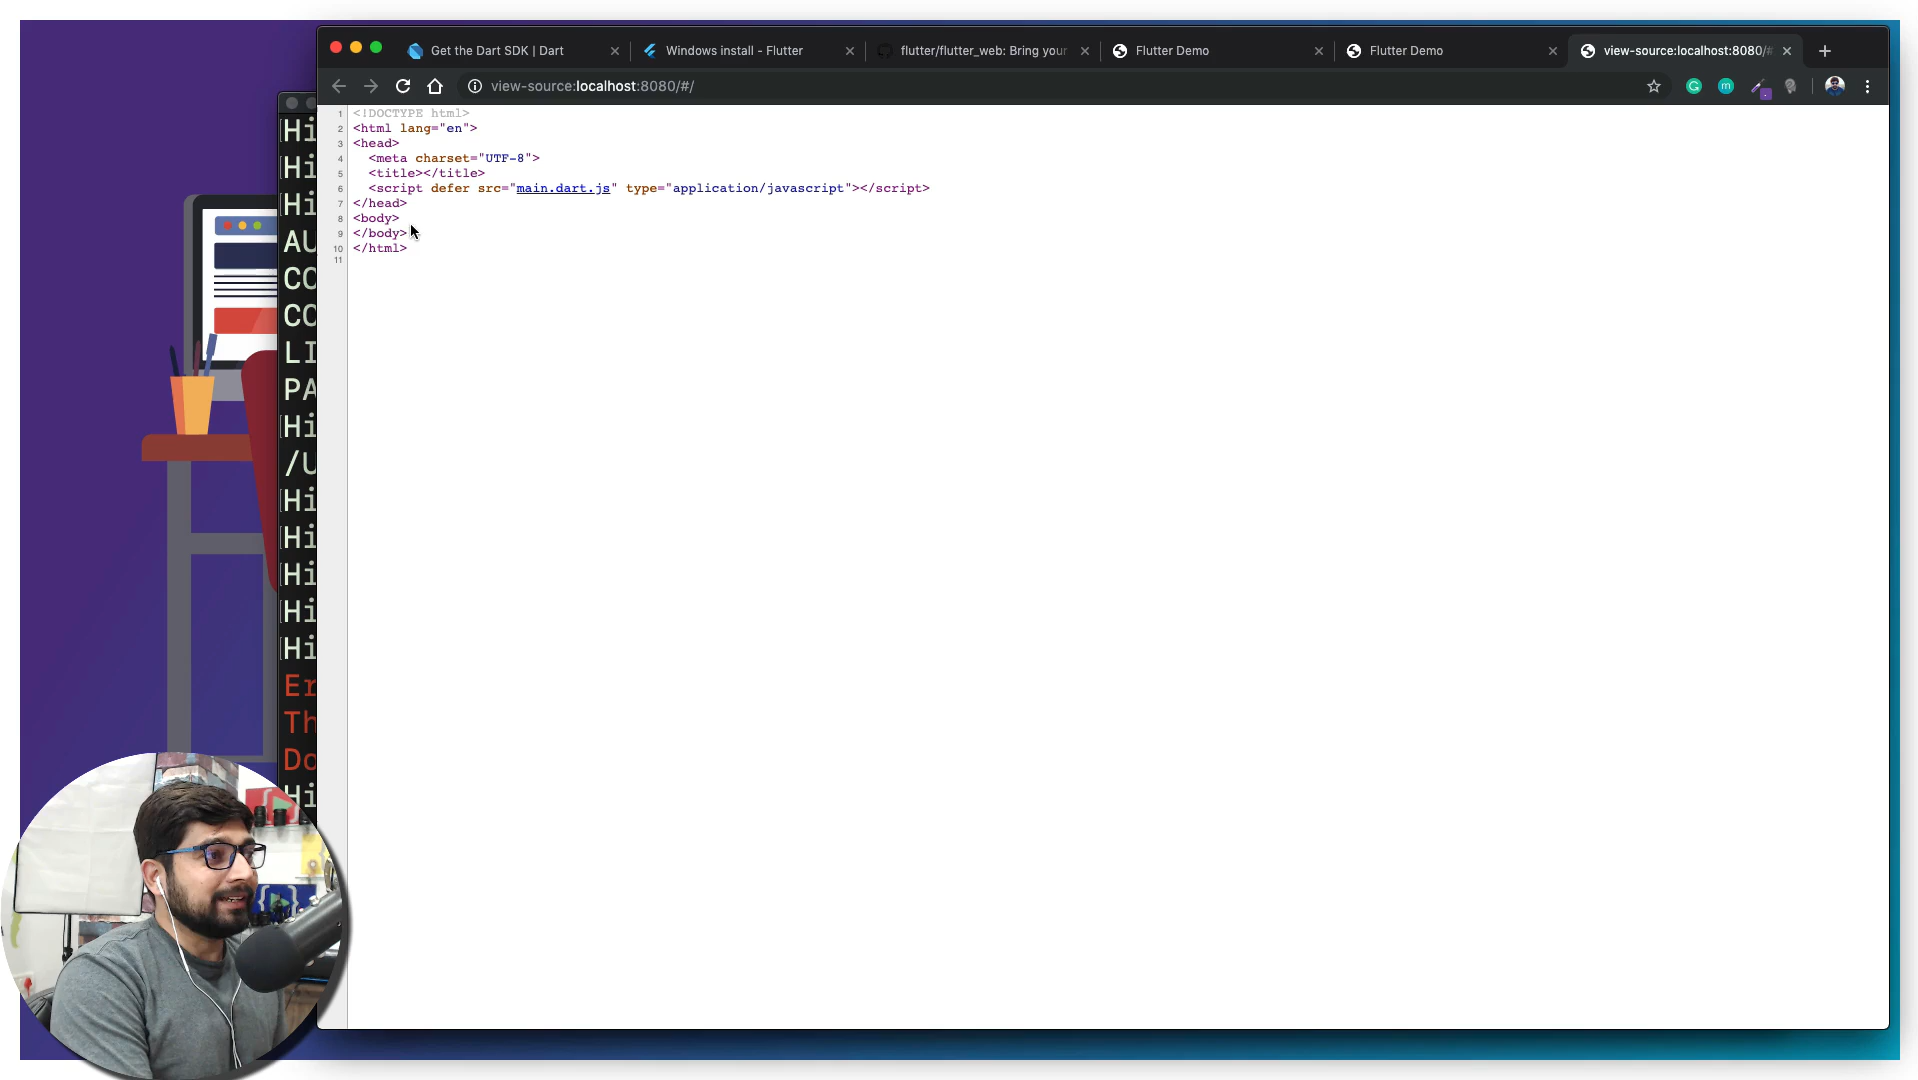 Get the Dart SDK | Dart
Windows install - Flutter
flutter/flutter_web: Bring your
Flutter Demo
Flutter Demo
view-source:localhost:8080/#
view-source:localhost:8080/#/
1 <!DOCTYPE html>
2 <html lang="en">
3 <head>
4 <meta charset="UTF-8">
5 <title></title>
6 <script defer src="main.dart.js" type="application/javascript"></script>
7 </head>
8 <body>
9 </body>
10 </html>
11
Hi
Hi
Hi
AU
CO
CO
LI
PA
Hi
/U
Hi
Hi
Hi
Hi
Hi
Er
Th
Do
Hi